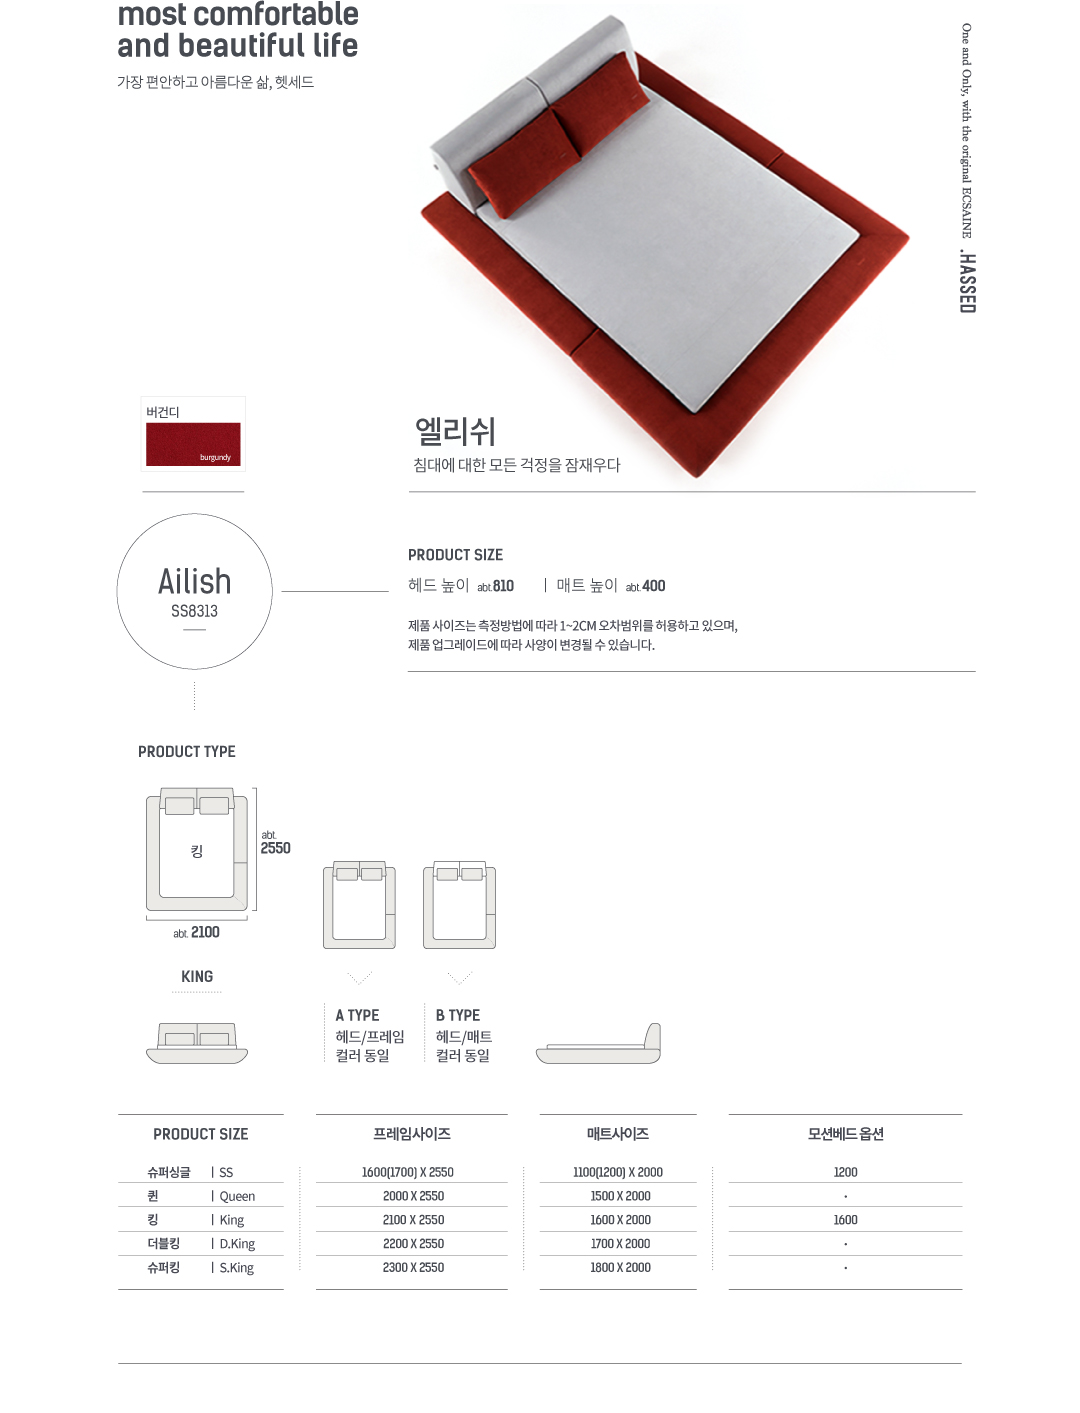 most comfortable
and beautiful life
가장 편안하고 아름다운 삶, 헷세드
One and Only, with the original ECSAINE .HASSED
버건디
burgundy
엘리쉬
침대에 대한 모든 걱정을 잠재우다
Ailish
SS8313
PRODUCT SIZE
헤드 높이 abt.810 | 매트 높이 abt.400
제품 사이즈는 측정방법에 따라 1~2CM 오차범위를 허용하고 있으며,
제품 업그레이드에 따라 사양이 변경될 수 있습니다.
PRODUCT TYPE
킹
abt.
2550
abt. 2100
KING
A TYPE
헤드/프레임
컬러 동일
B TYPE
헤드/매트
컬러 동일
PRODUCT SIZE 프레임사이즈 매트사이즈 모션베드 옵션
슈퍼싱글 | SS 1600(1700) X 2550 1100(1200) X 2000 1200
퀸 | Queen 2000 X 2550 1500 X 2000 ·
킹 | King 2100 X 2550 1600 X 2000 1600
더블킹 | D.King 2200 X 2550 1700 X 2000 ·
슈퍼킹 | S.King 2300 X 2550 1800 X 2000 ·